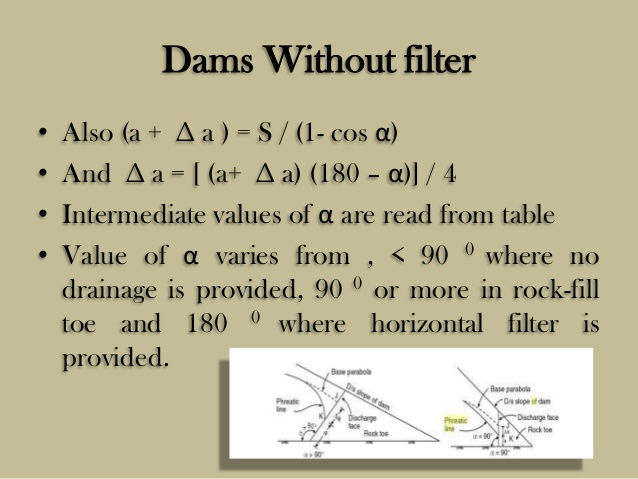 Dams Without filter
• Also (a + Δ a ) = S / (1- cos α)
• And Δ a = [ (a+ Δ a) (180 – α)] / 4
• Intermediate values of α are read from table
• Value of α varies from , < 90 ⁰ where no
drainage is provided, 90 ⁰ or more in rock-fill
toe and 180 ⁰ where horizontal filter is
provided.
Base parabola
D/s slope of dam
Phreatic
line
K
Discharge
face
Rock toe
α > 90°
Base parabola
D/s slope of dam
Phreatic
line
Discharge face
K
Rock toe
α = 90°
α = 90°